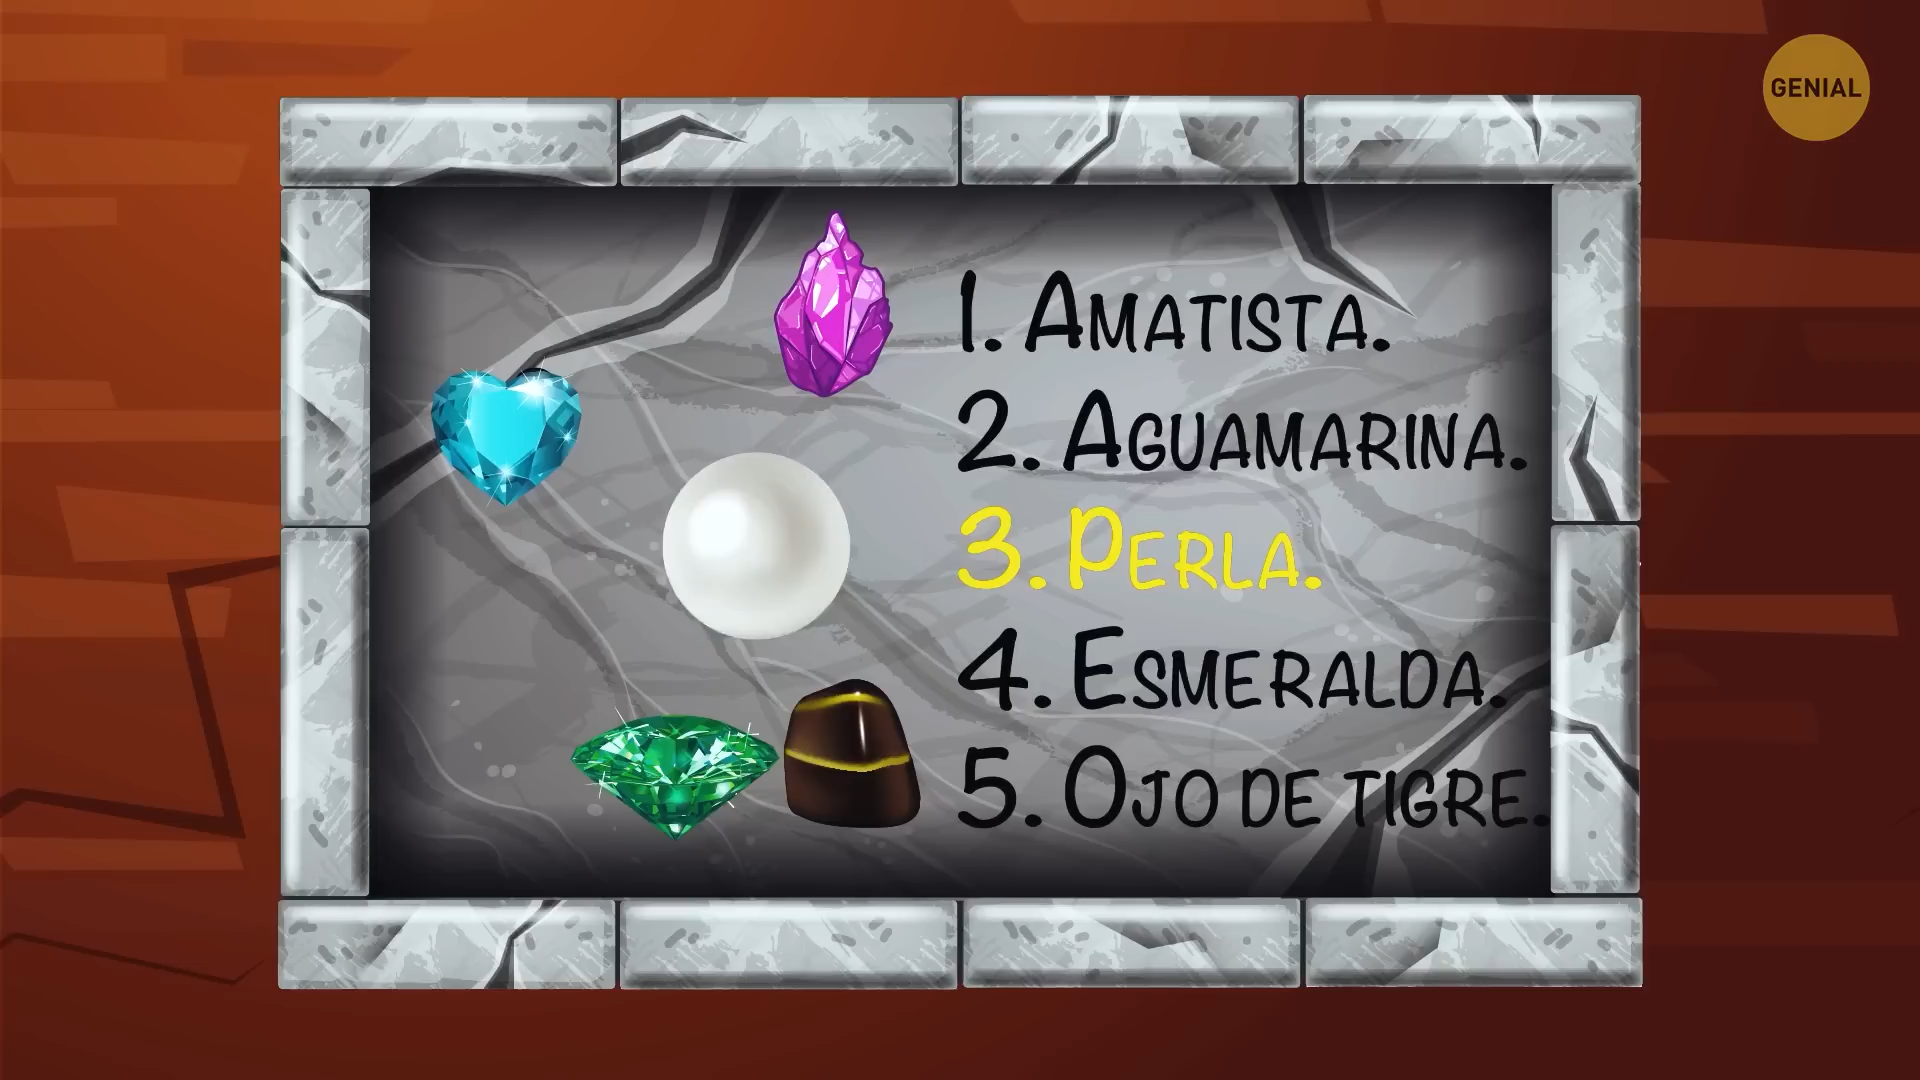 GENIAL
1. AMATISTA.
2. AGUAMARINA.
3. PERLA.
4. ESMERALDA.
5. OJO DE TIGRE.